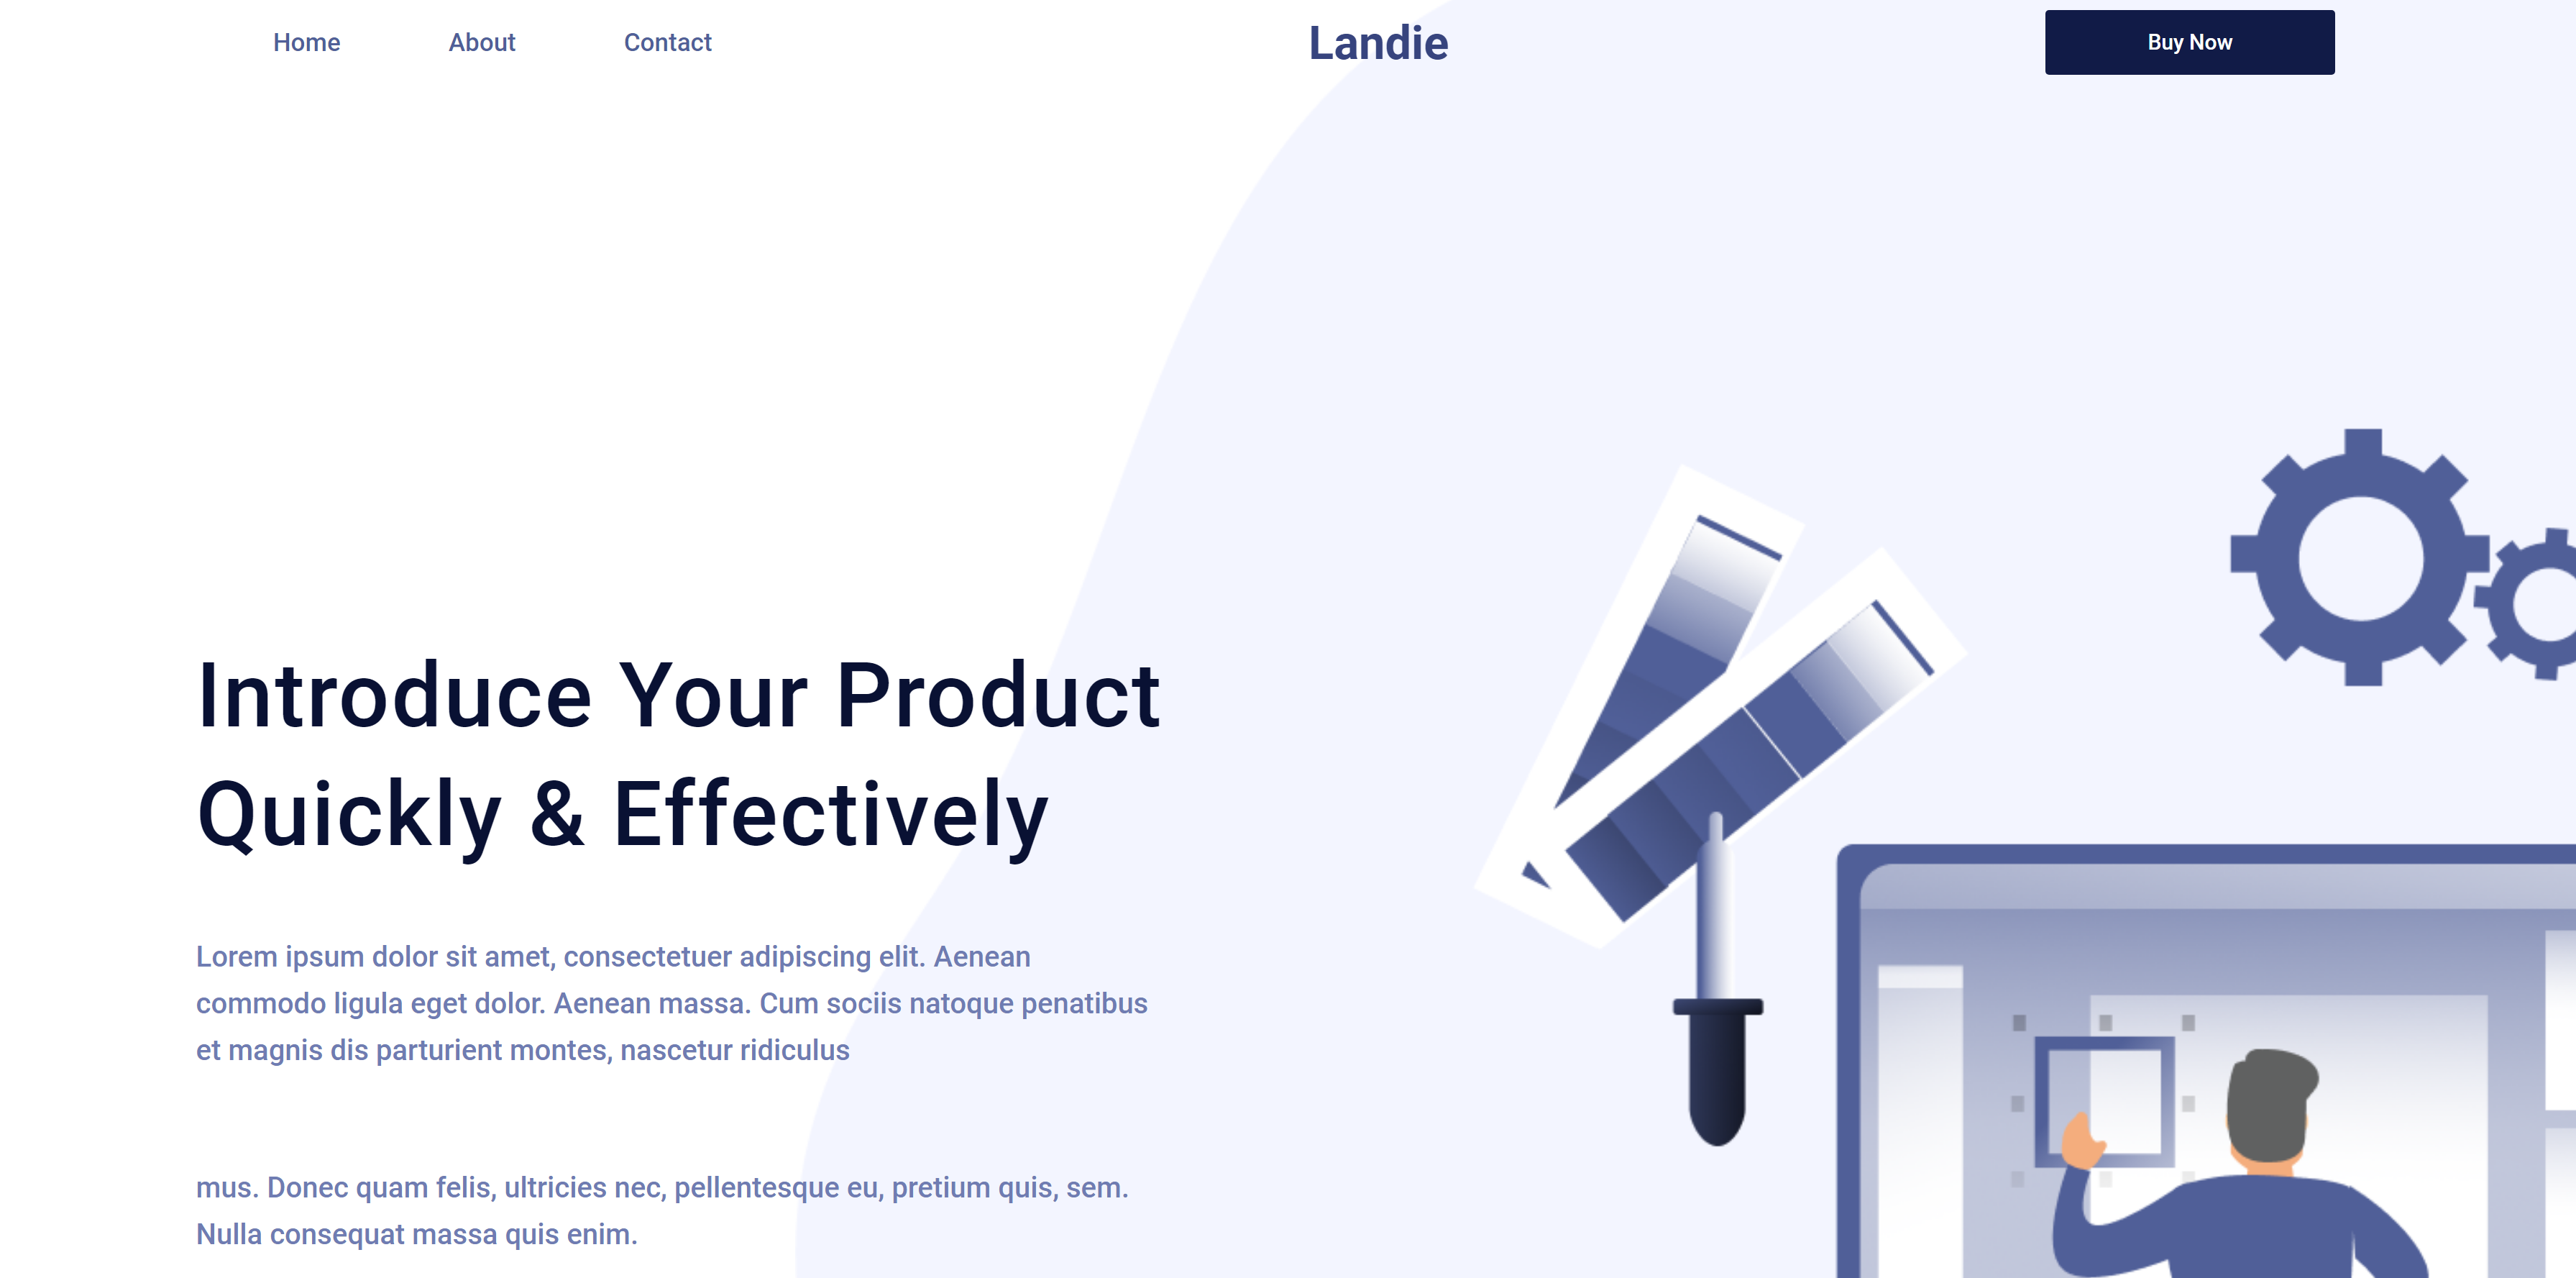 Home About Contact Landie Buy Now
Introduce Your Product
Quickly & Effectively
Lorem ipsum dolor sit amet, consectetuer adipiscing elit. Aenean
commodo ligula eget dolor. Aenean massa. Cum sociis natoque penatibus
et magnis dis parturient montes, nascetur ridiculus
mus. Donec quam felis, ultricies nec, pellentesque eu, pretium quis, sem.
Nulla consequat massa quis enim.